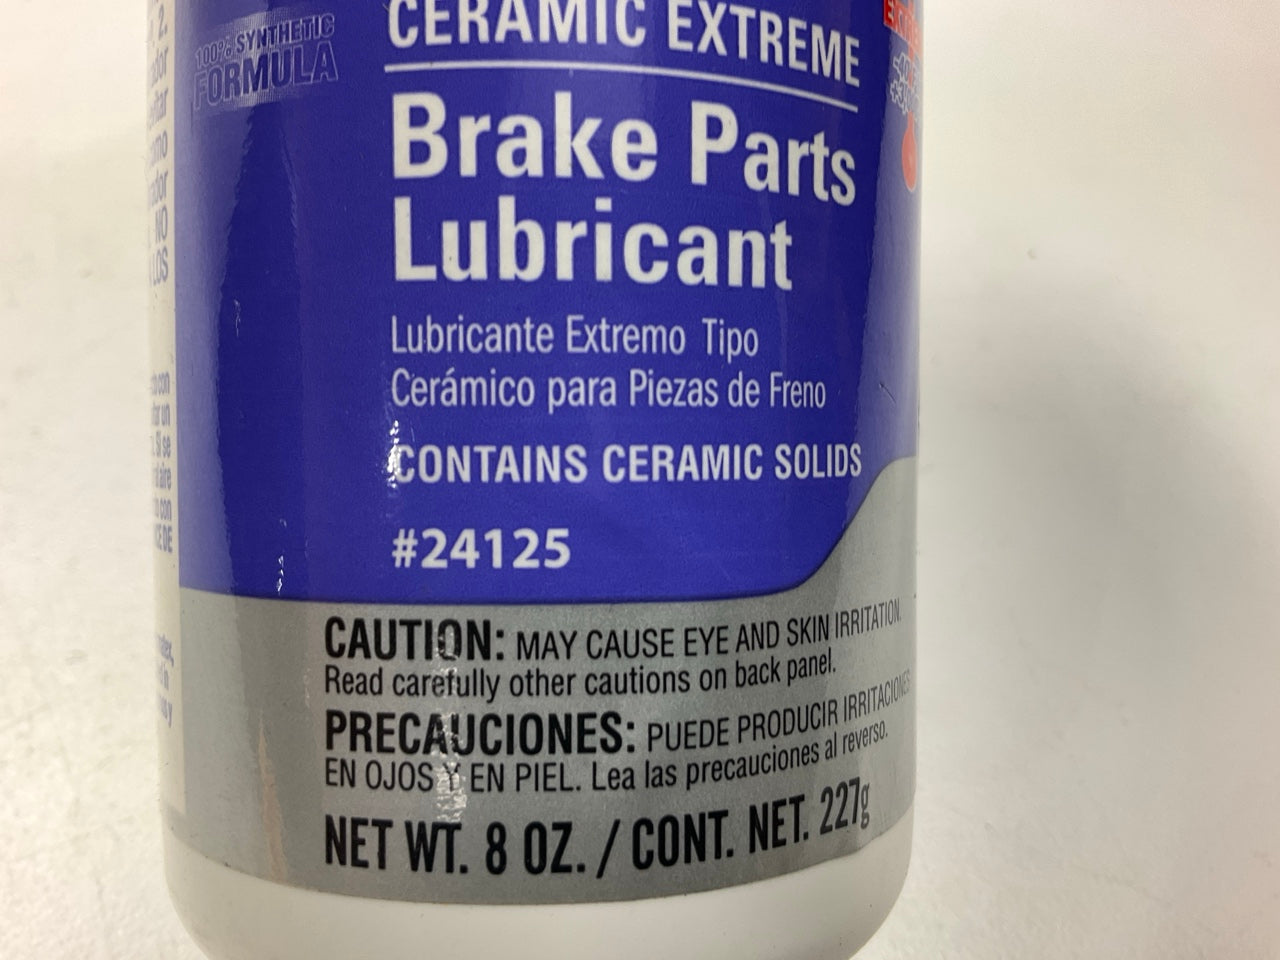 100% SYNTHETIC
FORMULA
CERAMIC EXTREME
Brake Parts
Lubricant
Lubricante Extremo Tipo
Cerámico para Piezas de Freno
CONTAINS CERAMIC SOLIDS
#24125
CAUTION: MAY CAUSE EYE AND SKIN IRRITATION.
Read carefully other cautions on back panel.
PRECAUCIONES: PUEDE PRODUCIR IRRITACIONES
EN OJOS Y EN PIEL. Lea las precauciones al reverso.
NET WT. 8 OZ. / CONT. NET. 227g
NO
LOS